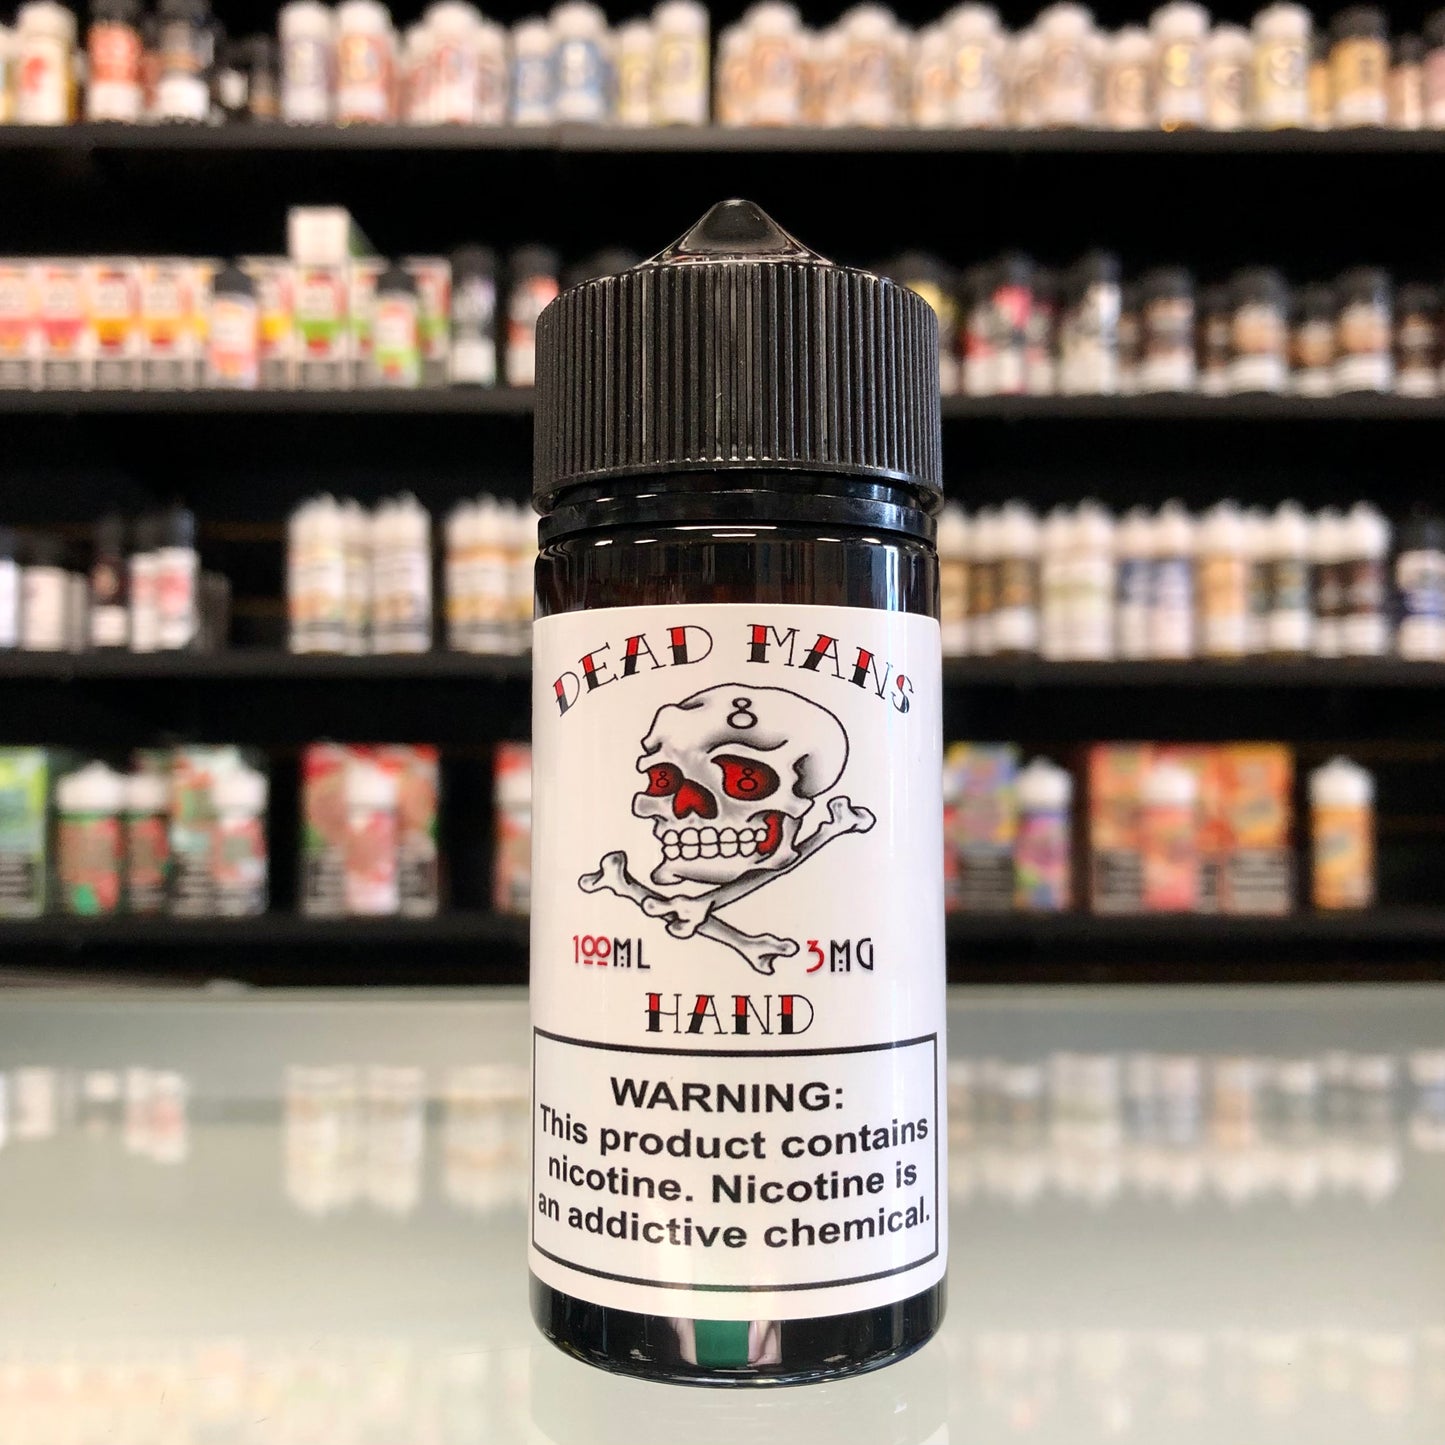 DEAD MANS
8
8 8
100ML 3MG
HAND
WARNING:
This product contains
nicotine. Nicotine is
an addictive chemical.